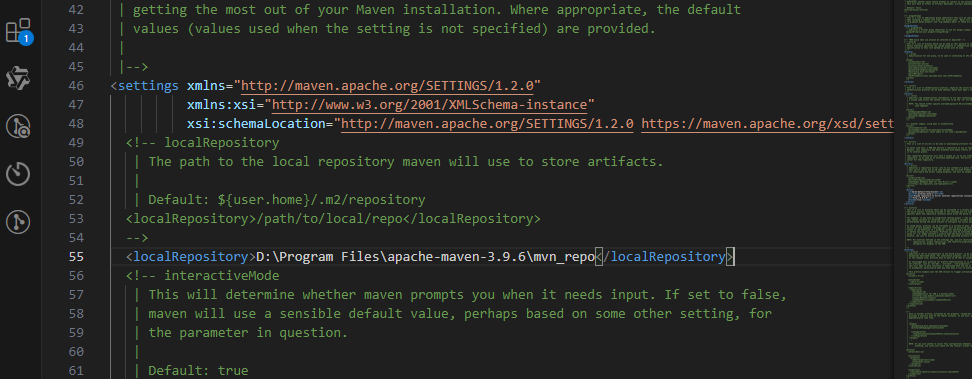 42 | getting the most out of your Maven installation. Where appropriate, the default
43 | values (values used when the setting is not specified) are provided.
44 |
45 |-->
46 <settings xmlns="http://maven.apache.org/SETTINGS/1.2.0"
47 xmlns:xsi="http://www.w3.org/2001/XMLSchema-instance"
48 xsi:schemaLocation="http://maven.apache.org/SETTINGS/1.2.0 https://maven.apache.org/xsd/sett
49 <!-- localRepository
50 | The path to the local repository maven will use to store artifacts.
51 |
52 | Default: ${user.home}/.m2/repository
53 <localRepository>/path/to/local/repo</localRepository>
54 -->
55 <localRepository>D:\Program Files\apache-maven-3.9.6\mvn_repo</localRepository>
56 <!-- interactiveMode
57 | This will determine whether maven prompts you when it needs input. If set to false,
58 | maven will use a sensible default value, perhaps based on some other setting, for
59 | the parameter in question.
60 |
61 | Default: true
1